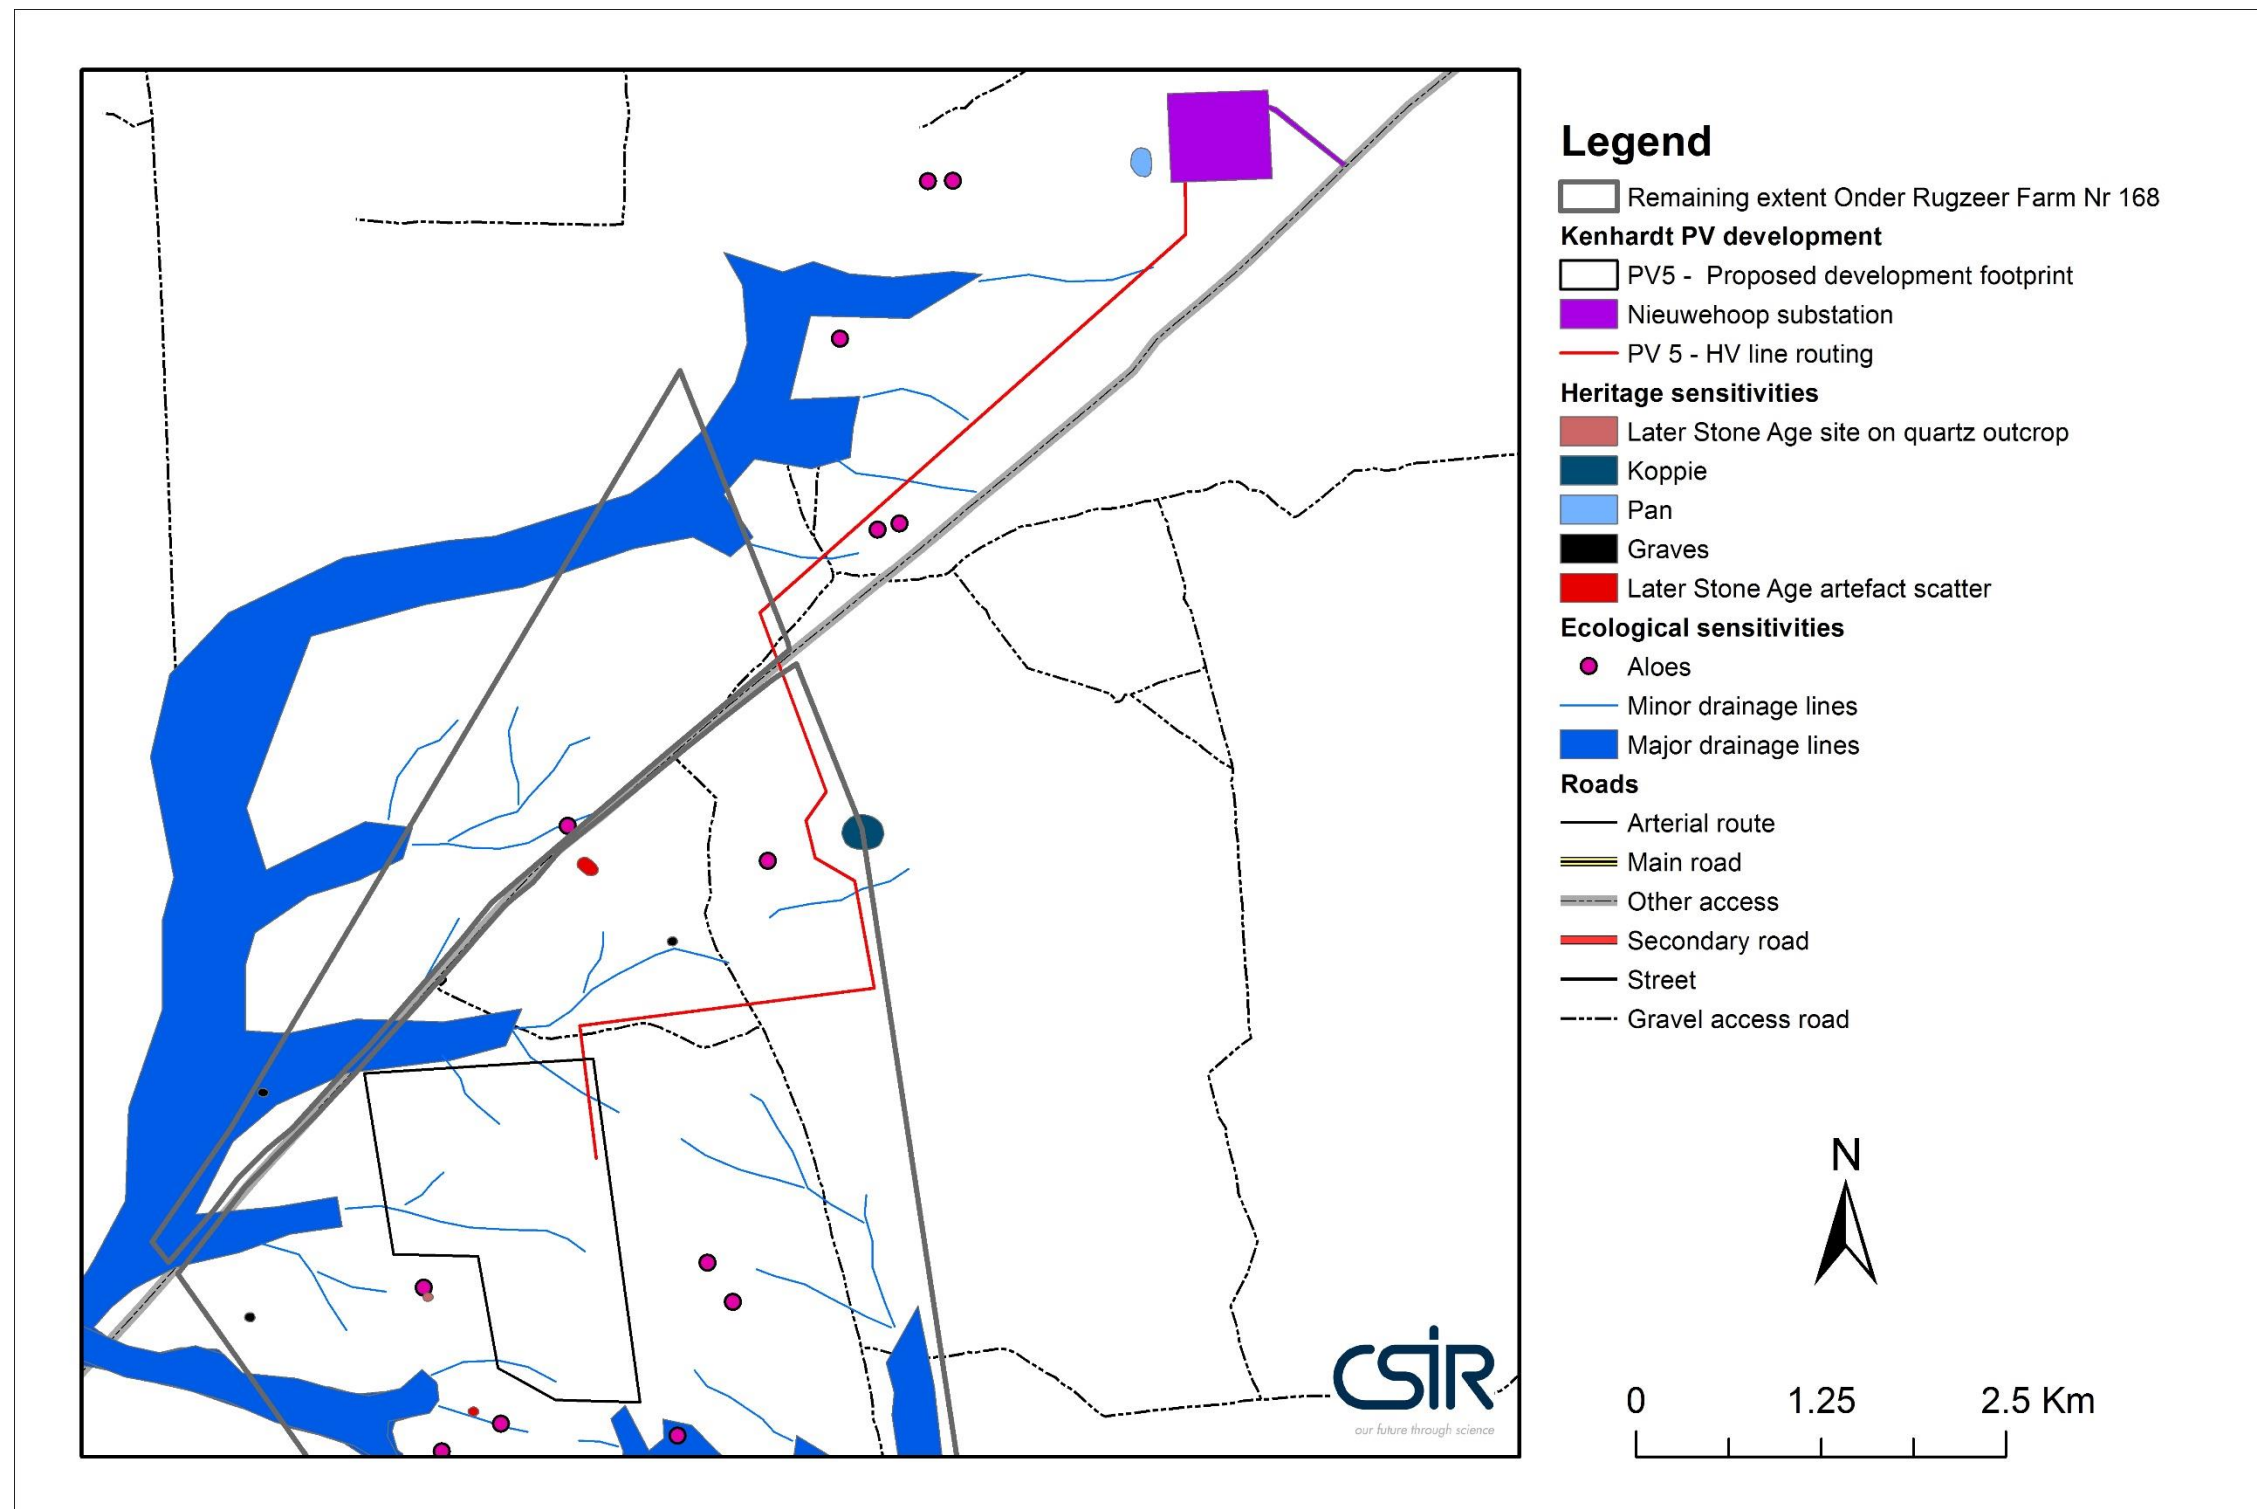 Legend
Remaining extent Onder Rugzeer Farm Nr 168
Kenhardt PV development
PV5 -  Proposed development footprint
Nieuwehoop substation
PV 5 - HV line routing
Heritage sensitivities
Later Stone Age site on quartz outcrop
Koppie
Pan
Graves
Later Stone Age artefact scatter
Ecological sensitivities
Aloes
Minor drainage lines
Major drainage lines
Roads
Arterial route
Main road
Other access
Secondary road
Street
Gravel access road
N
CSIR
our future through science
0 1.25 2.5 Km